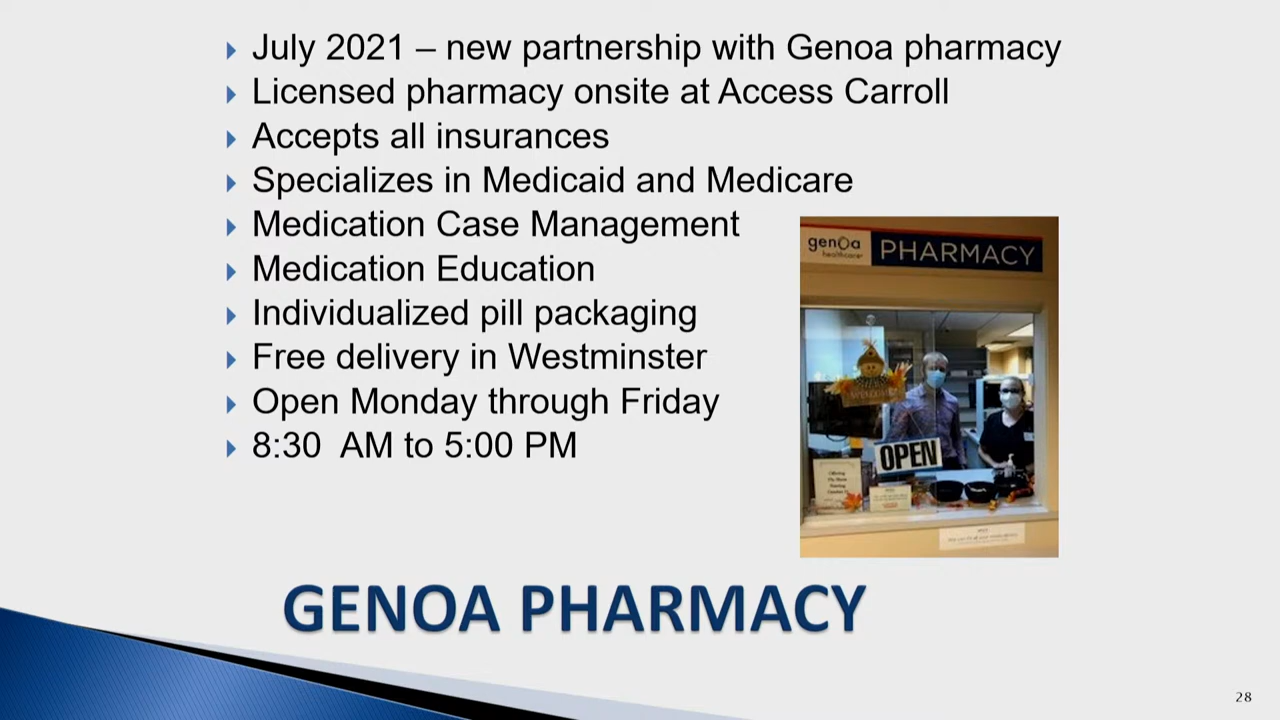 July 2021 – new partnership with Genoa pharmacy
Licensed pharmacy onsite at Access Carroll
Accepts all insurances
Specializes in Medicaid and Medicare
Medication Case Management
Medication Education
Individualized pill packaging
Free delivery in Westminster
Open Monday through Friday
8:30  AM to 5:00 PM
genoa
healthcare
PHARMACY
OPEN
GENOA PHARMACY
28